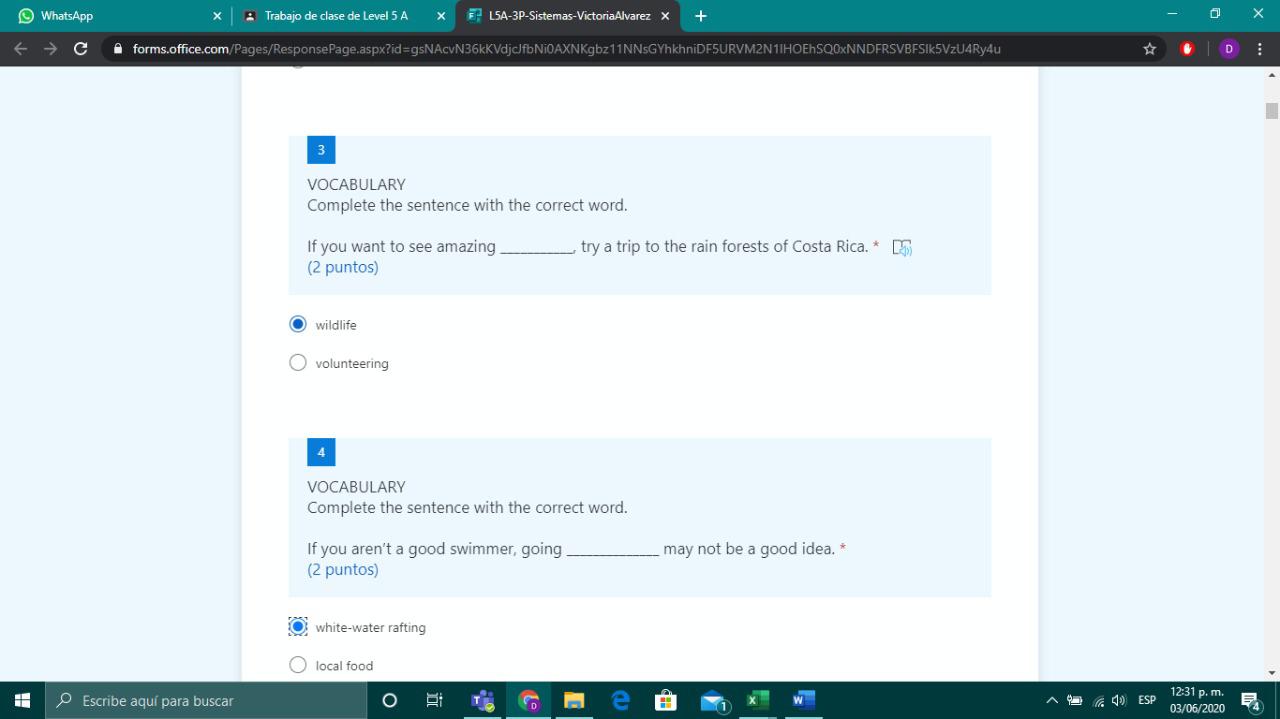 WhatsApp
Trabajo de clase de Level 5 A
L5A-3P-Sistemas-VictoriaAlvarez
forms.office.com/Pages/ResponsePage.aspx?id=gsNAcvN36kKVdjcJfbNi0AXNKgbz11NNsGYhkhniDF5URVM2N1lHOEhSQ0xNNDFRSVBFSlk5VzU4Ry4u
D
3
VOCABULARY
Complete the sentence with the correct word.
If you want to see amazing ___________, try a trip to the rain forests of Costa Rica. *
(2 puntos)
wildlife
volunteering
4
VOCABULARY
Complete the sentence with the correct word.
If you aren't a good swimmer, going ______________ may not be a good idea. *
(2 puntos)
white-water rafting
local food
Escribe aquí para buscar
ESP
12:31 p. m.
03/06/2020